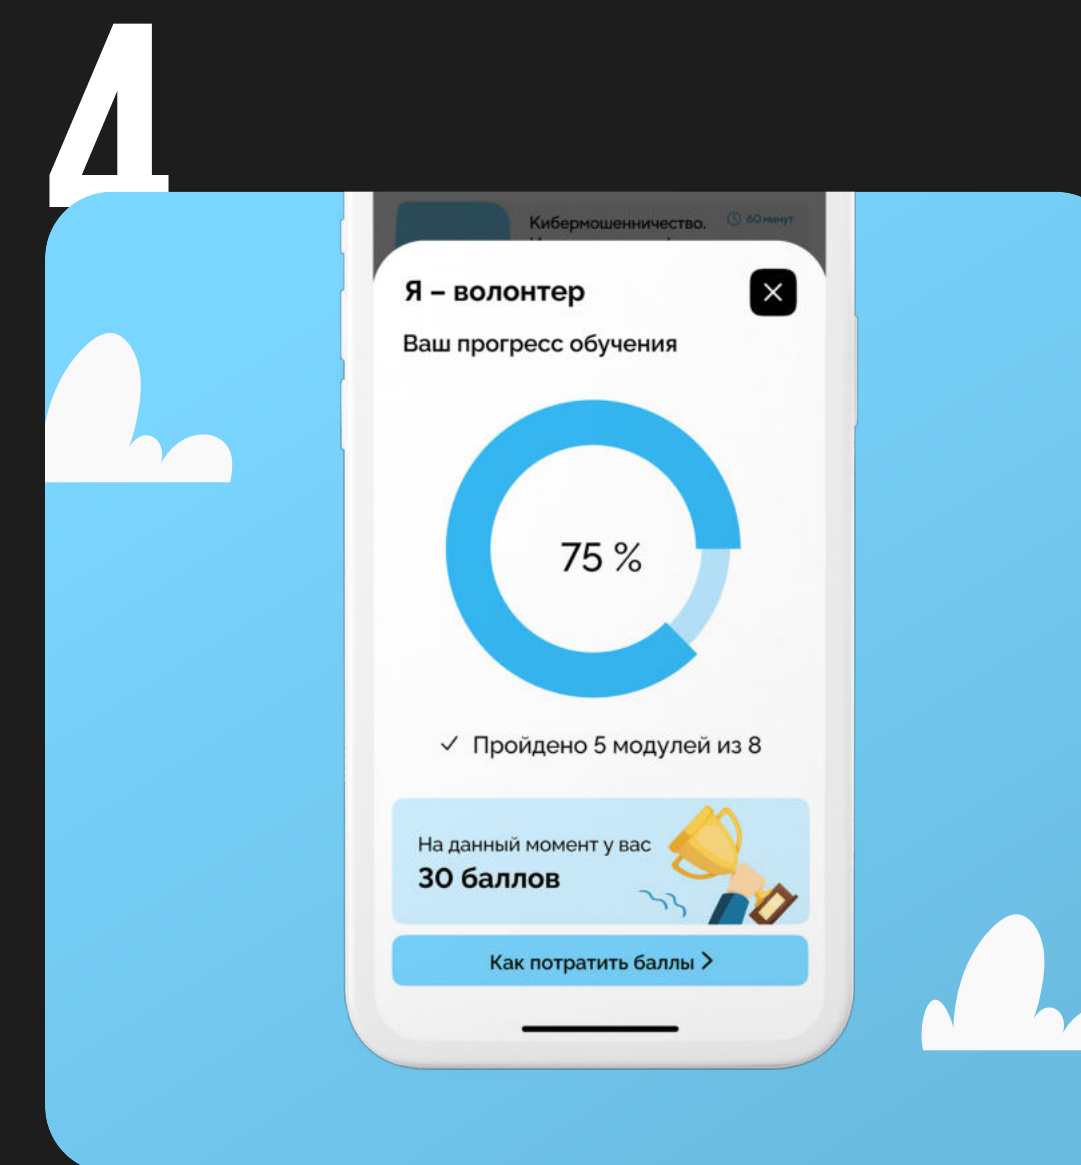 4
Кибермошенничество.
60 минут
Я – волонтер
Ваш прогресс обучения
75 %
Пройдено 5 модулей из 8
На данный момент у вас
30 баллов
Как потратить баллы >